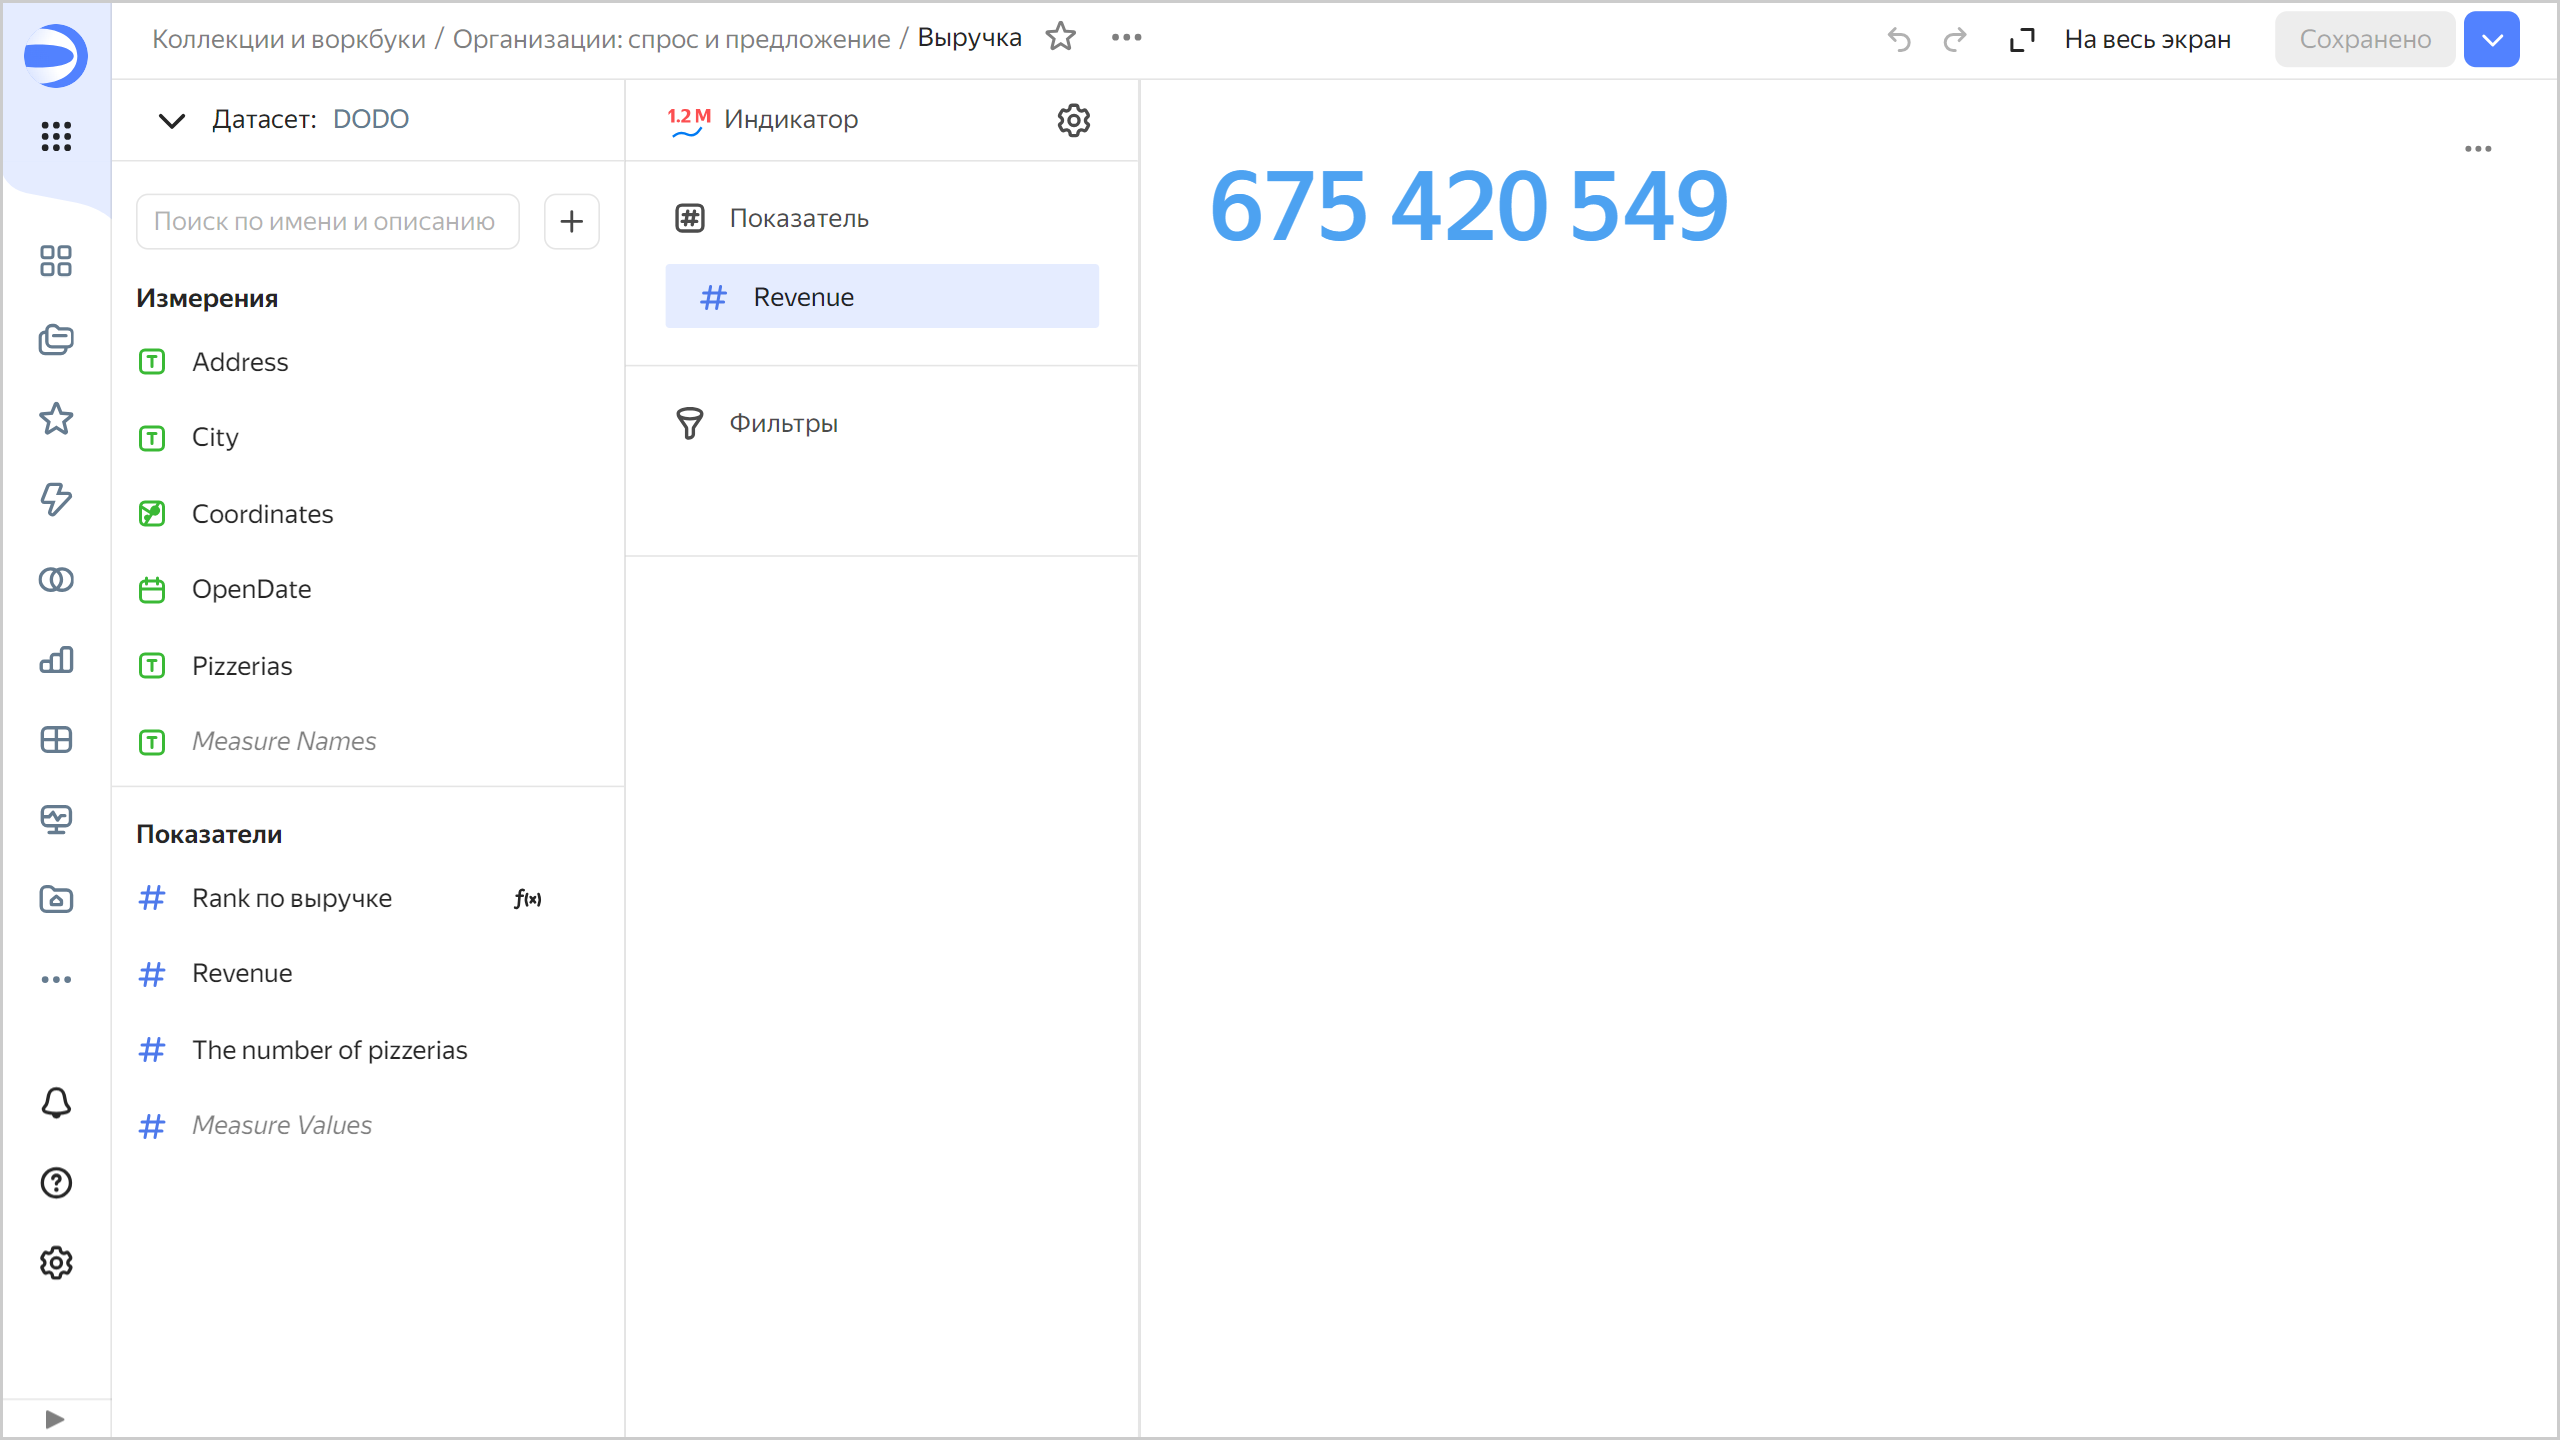 Коллекции и воркбуки / Организации: спрос и предложение / Выручка
На весь экран
Сохранено
Датасет: DODO
Поиск по имени и описанию
Измерения
Address
City
Coordinates
OpenDate
Pizzerias
Measure Names
Показатели
Rank по выручке f(x)
Revenue
The number of pizzerias
Measure Values
1.2 M Индикатор
Показатель
Revenue
Фильтры
675 420 549